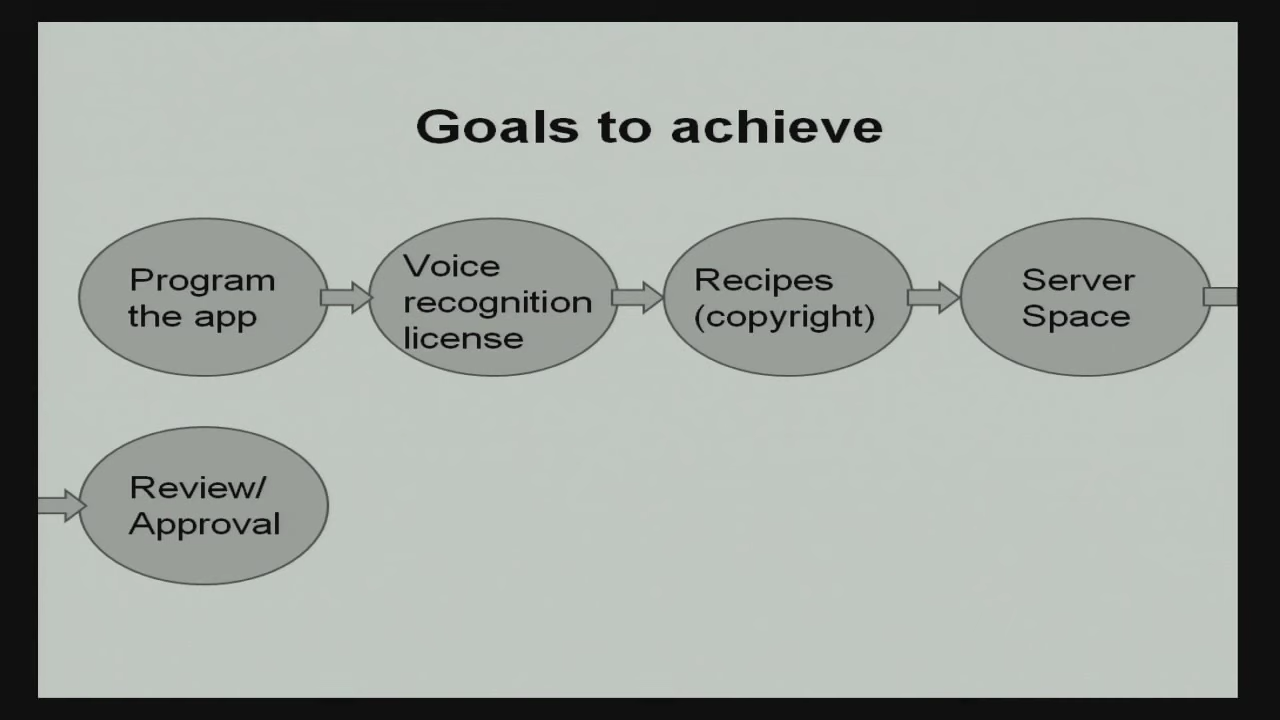 Goals to achieve
Program
the app
Voice
recognition
license
Recipes
(copyright)
Server
Space
Review/
Approval